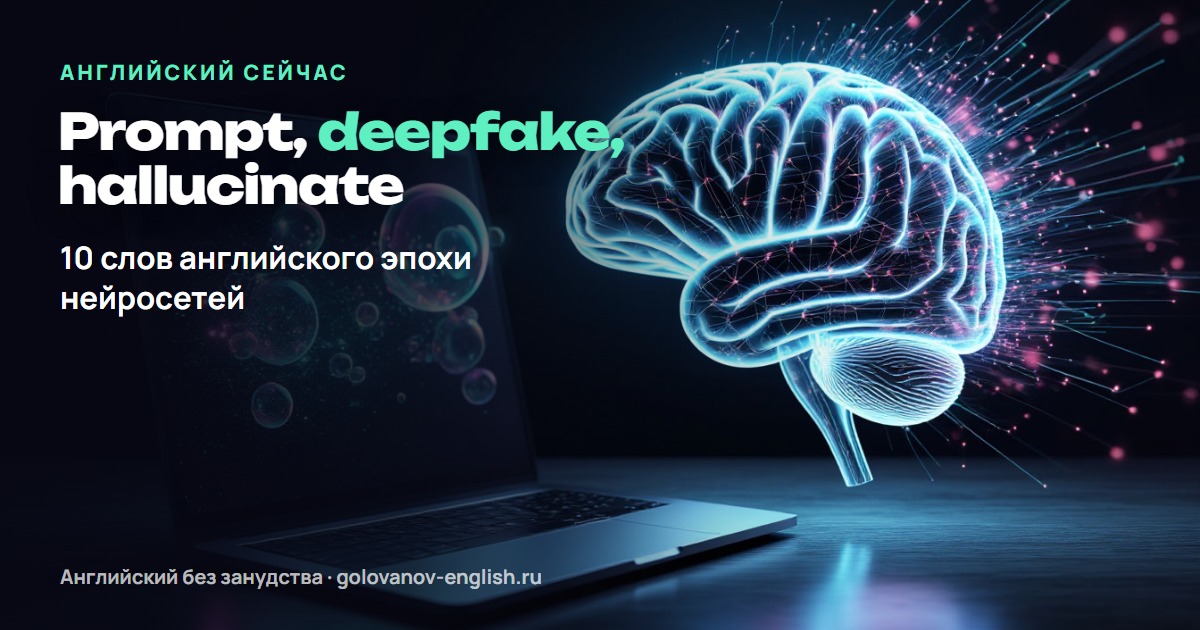 АНГЛИЙСКИЙ СЕЙЧАС
Prompt, deepfake,
hallucinate
10 слов английского эпохи
нейросетей
Английский без занудства · golovanov-english.ru